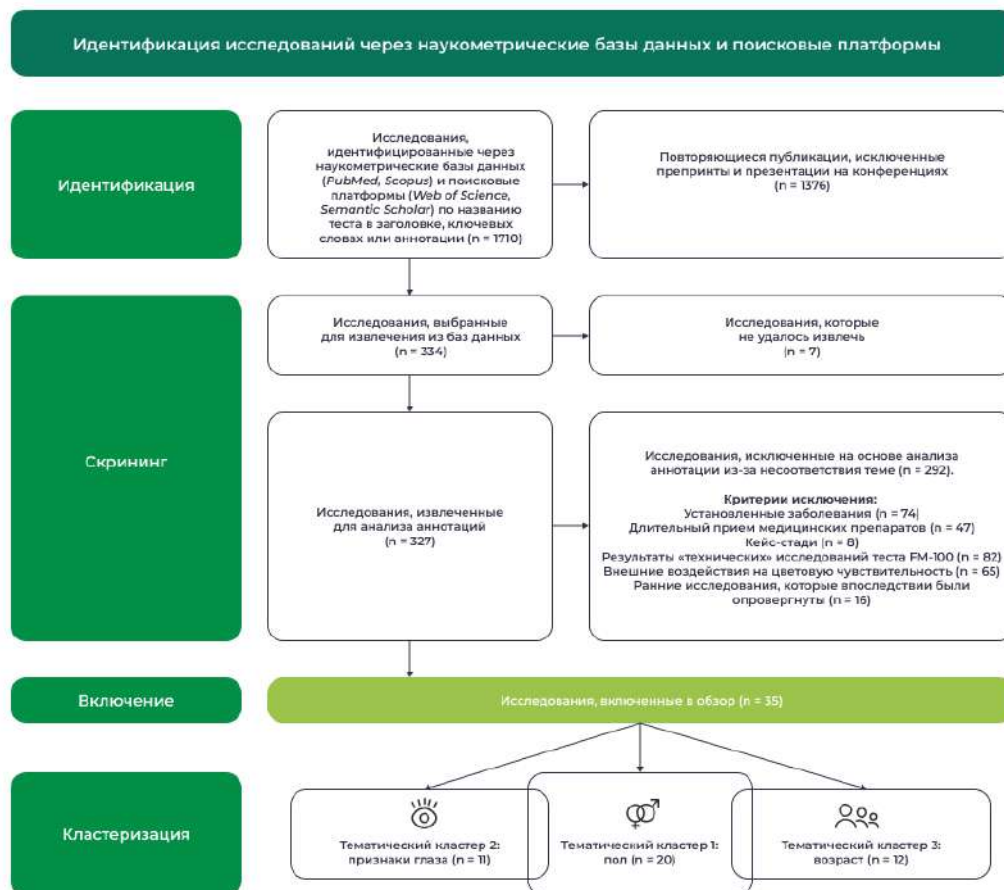 Идентификация исследований через наукометрические базы данных и поисковые платформы
Идентификация
Исследования,
идентифицированные через
наукометрические базы данных
(PubMed, Scopus) и поисковые
платформы (Web of Science,
Semantic Scholar) по названию
теста в заголовке, ключевых
словах или аннотации (n = 1710)
Повторяющиеся публикации, исключенные
препринты и презентации на конференциях
(n = 1376)
Скрининг
Исследования, выбранные
для извлечения из баз данных
(n = 334)
Исследования, которые
не удалось извлечь
(n = 7)
Исследования, извлеченные
для анализа аннотаций
(n = 327)
Исследования, исключенные на основе анализа
аннотации из-за несоответствия теме (n = 292).
Критерии исключения:
Установленные заболевания (n = 74)
Длительный прием медицинских препаратов (n = 47)
Кейс-стади (n = 8)
Результаты «технических» исследований теста FM-100 (n = 82)
Внешние воздействия на цветовую чувствительность (n = 65)
Ранние исследования, которые впоследствии были
опровергнуты (n = 16)
Включение
Исследования, включенные в обзор (n = 35)
Кластеризация
Тематический кластер 2:
признаки глаза (n = 11)
Тематический кластер 1:
пол (n = 20)
Тематический кластер 3:
возраст (n = 12)